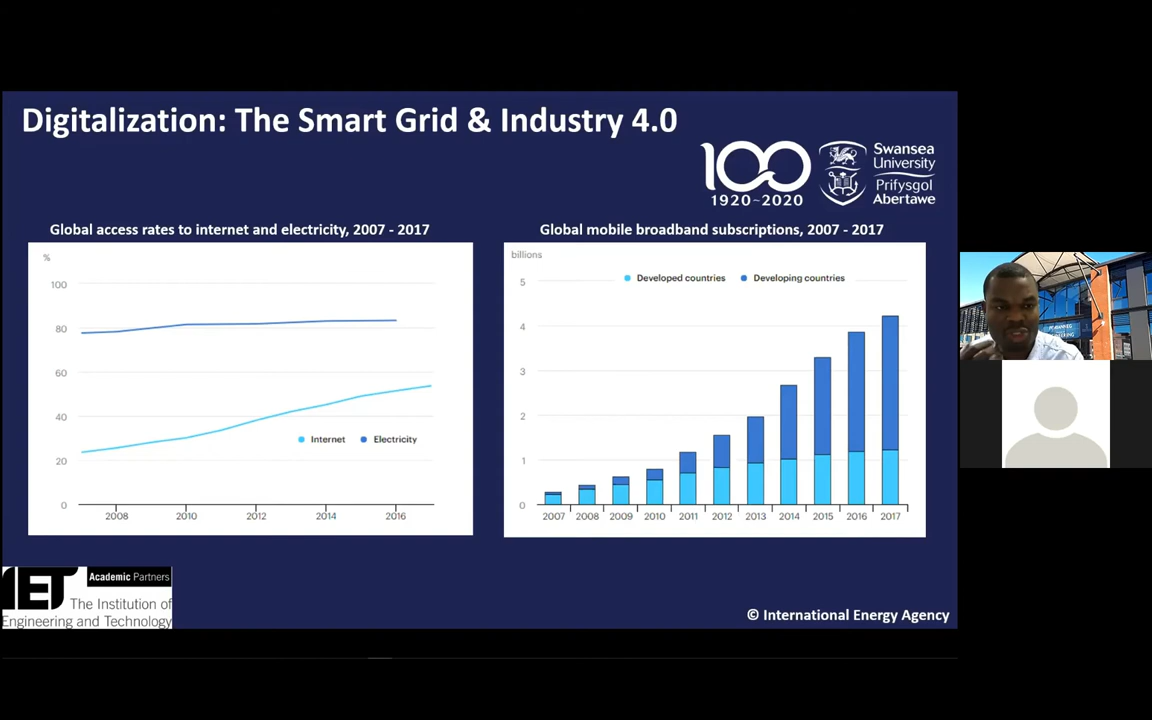 Digitalization: The Smart Grid & Industry 4.0
100
1920~2020
Swansea
University
Prifysgol
Abertawe
Global access rates to internet and electricity, 2007 - 2017
%
100
80
60
40
20
0
Internet
Electricity
2008
2010
2012
2014
2016
Global mobile broadband subscriptions, 2007 - 2017
billions
Developed countries
Developing countries
5
4
3
2
1
0
2007
2008
2009
2010
2011
2012
2013
2014
2015
2016
2017
IET
Academic Partners
The Institution of
Engineering and Technology
© International Energy Agency